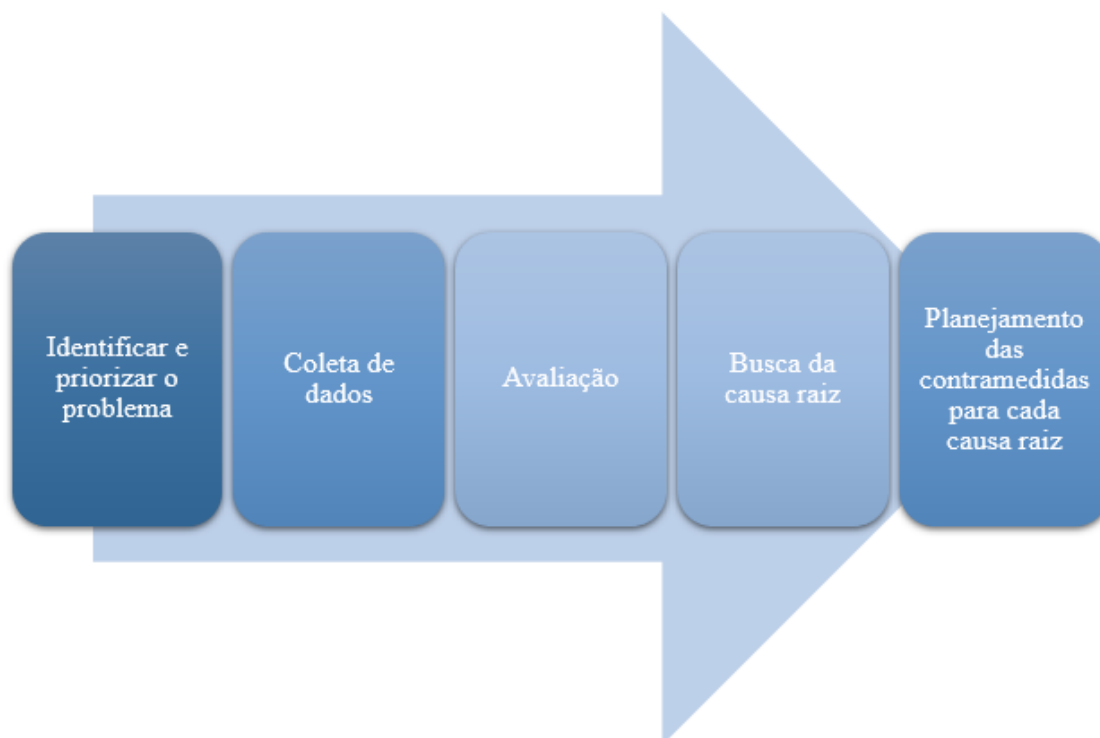 Identificar e
priorizar o
problema
Coleta de
dados
Avaliação
Busca da
causa raiz
Planejamento
das
contramedidas
para cada
causa raiz